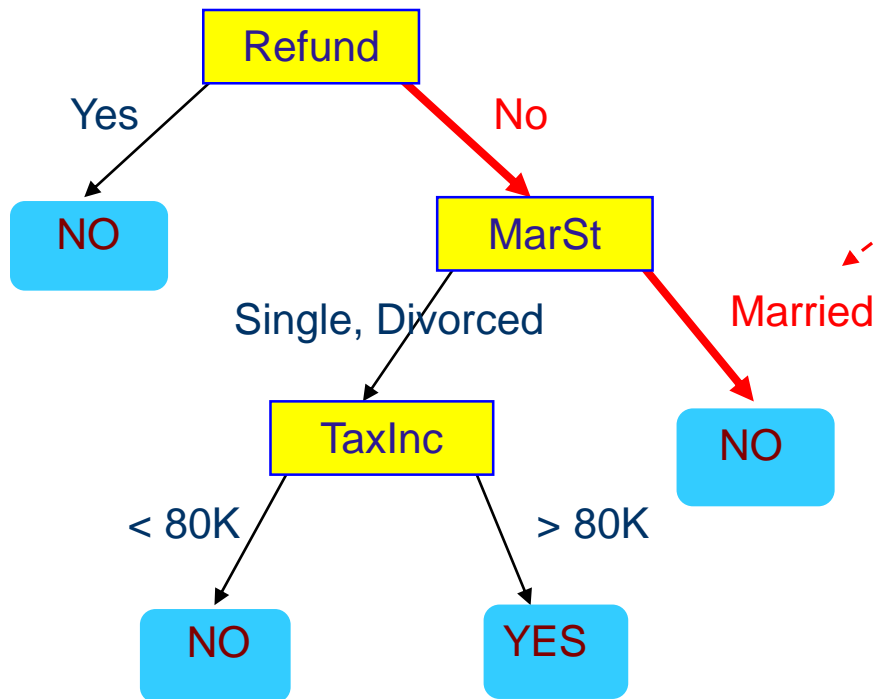 Refund
Yes
No
NO
MarSt
Single, Divorced
Married
TaxInc
NO
< 80K
> 80K
NO
YES